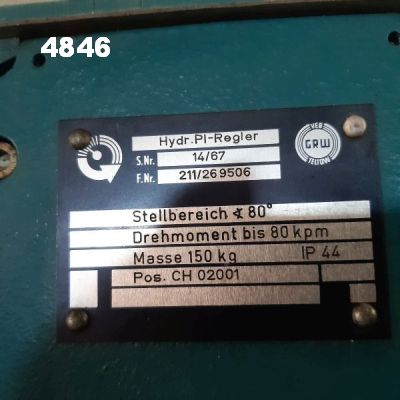 4846
Hydr.PI-Regler
S.Nr. 14/67
F.Nr. 211/269506
VEB
GRW
TELTOW
Stellbereich ∢ 80°
Drehmoment bis 80 kpm
Masse 150 kg IP 44
Pos. CH 02001